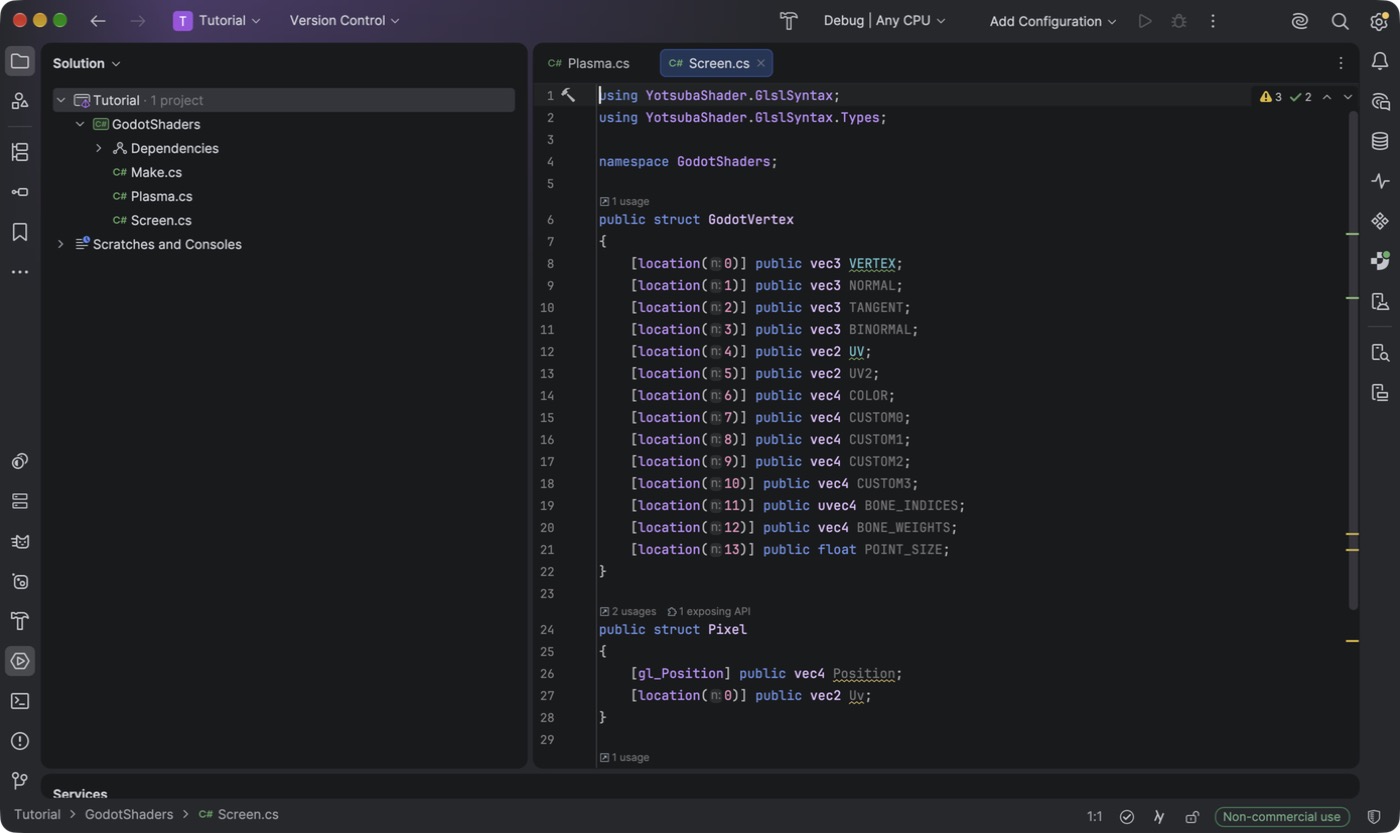 T Tutorial Version Control Debug | Any CPU Add Configuration
Solution
Tutorial · 1 project
C# GodotShaders
Dependencies
C# Make.cs
C# Plasma.cs
C# Screen.cs
Scratches and Consoles
C# Plasma.cs C# Screen.cs
3 2
1 using YotsubaShader.GlslSyntax;
2 using YotsubaShader.GlslSyntax.Types;
3
4 namespace GodotShaders;
5
1 usage
6 public struct GodotVertex
7 {
8 [location(n:0)] public vec3 VERTEX;
9 [location(n:1)] public vec3 NORMAL;
10 [location(n:2)] public vec3 TANGENT;
11 [location(n:3)] public vec3 BINORMAL;
12 [location(n:4)] public vec2 UV;
13 [location(n:5)] public vec2 UV2;
14 [location(n:6)] public vec4 COLOR;
15 [location(n:7)] public vec4 CUSTOM0;
16 [location(n:8)] public vec4 CUSTOM1;
17 [location(n:9)] public vec4 CUSTOM2;
18 [location(n:10)] public vec4 CUSTOM3;
19 [location(n:11)] public uvec4 BONE_INDICES;
20 [location(n:12)] public vec4 BONE_WEIGHTS;
21 [location(n:13)] public float POINT_SIZE;
22 }
23
2 usages 1 exposing API
24 public struct Pixel
25 {
26 [gl_Position] public vec4 Position;
27 [location(n:0)] public vec2 Uv;
28 }
29
1 usage
Services
Tutorial > GodotShaders > C# Screen.cs
1:1 Non-commercial use